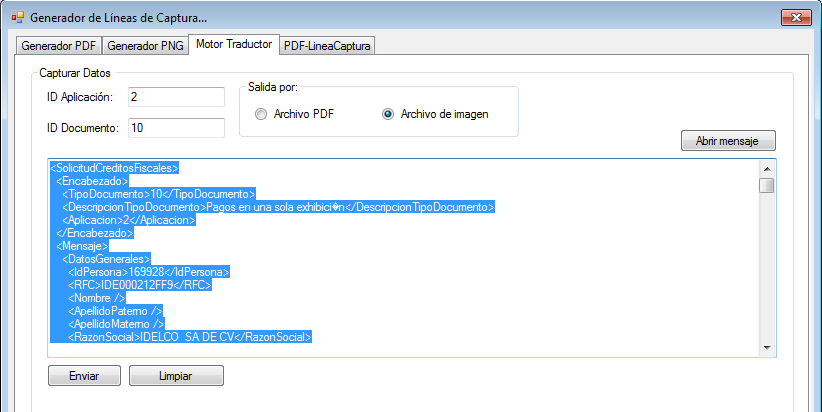 Generador de Líneas de Captura...
Generador PDF Generador PNG Motor Traductor PDF-LineaCaptura
Capturar Datos
ID Aplicación: 2
ID Documento: 10
Salida por:
Archivo PDF Archivo de imagen
Abrir mensaje
<SolicitudCreditosFiscales>
<Encabezado>
<TipoDocumento>10</TipoDocumento>
<DescripcionTipoDocumento>Pagos en una sola exhibici�n</DescripcionTipoDocumento>
<Aplicacion>2</Aplicacion>
</Encabezado>
<Mensaje>
<DatosGenerales>
<IdPersona>169928</IdPersona>
<RFC>IDE000212FF9</RFC>
<Nombre />
<ApellidoPaterno />
<ApellidoMaterno />
<RazonSocial>IDELCO  SA DE CV</RazonSocial>
Enviar Limpiar